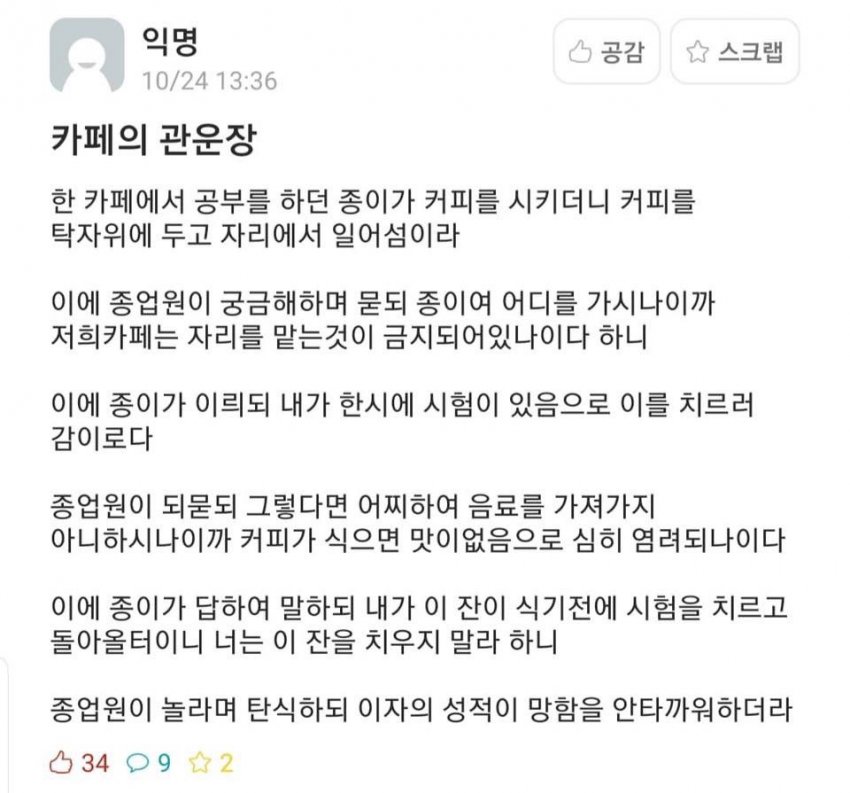 익명
10/24 13:36
공감
스크랩
카페의 관운장
한 카페에서 공부를 하던 종이가 커피를 시키더니 커피를
탁자위에 두고 자리에서 일어섬이라
이에 종업원이 궁금해하며 묻되 종이여 어디를 가시나이까
저희카페는 자리를 맡는것이 금지되어있나이다 하니
이에 종이가 이릐되 내가 한시에 시험이 있음으로 이를 치르러
감이로다
종업원이 되묻되 그렇다면 어찌하여 음료를 가져가지
아니하시나이까 커피가 식으면 맛이없음으로 심히 염려되나이다
이에 종이가 답하여 말하되 내가 이 잔이 식기전에 시험을 치르고
돌아올터이니 너는 이 잔을 치우지 말라 하니
종업원이 놀라며 탄식하되 이자의 성적이 망함을 안타까워하더라
34 9 2